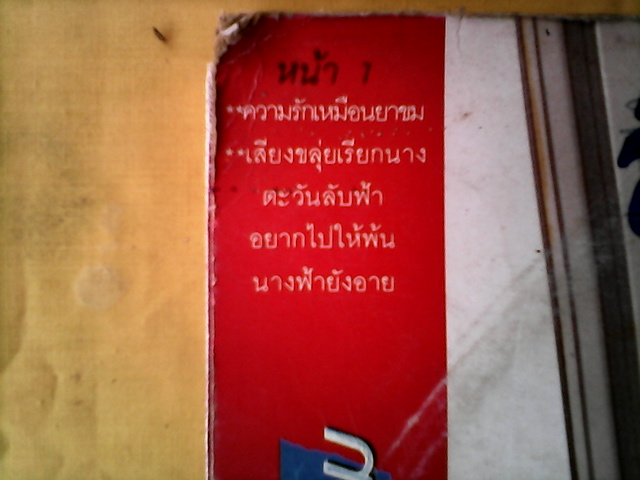 หน้า 1
**ความรักเหมือนยาขม
**เสียงขลุ่ยเรียกนาง
ตะวันลับฟ้า
อยากไปให้พ้น
นางฟ้ายังอาย